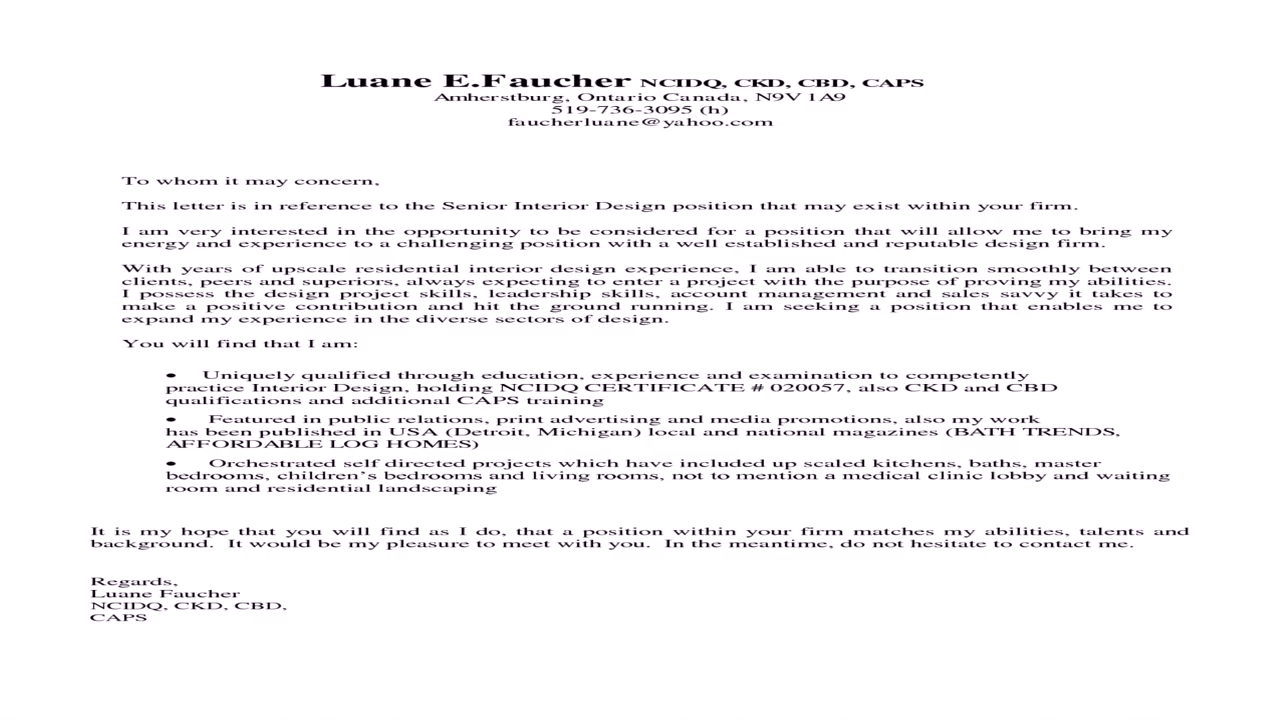 Luane E.Faucher NCIDQ, CKD, CBD, CAPS
Amherstburg, Ontario Canada, N9V 1A9
519-736-3095 (h)
faucherluane@yahoo.com
To whom it may concern,
This letter is in reference to the Senior Interior Design position that may exist within your firm.
I am very interested in the opportunity to be considered for a position that will allow me to bring my
energy and experience to a challenging position with a well established and reputable design firm.
With years of upscale residential interior design experience, I am able to transition smoothly between
clients, peers and superiors, always expecting to enter a project with the purpose of proving my abilities.
I possess the design project skills, leadership skills, account management and sales savvy it takes to
make a positive contribution and hit the ground running. I am seeking a position that enables me to
expand my experience in the diverse sectors of design.
You will find that I am:
• Uniquely qualified through education, experience and examination to competently
practice Interior Design, holding NCIDQ CERTIFICATE # 020057, also CKD and CBD
qualifications and additional CAPS training
• Featured in public relations, print advertising and media promotions, also my work
has been published in USA (Detroit, Michigan) local and national magazines (BATH TRENDS,
AFFORDABLE LOG HOMES)
• Orchestrated self directed projects which have included up scaled kitchens, baths, master
bedrooms, children's bedrooms and living rooms, not to mention a medical clinic lobby and waiting
room and residential landscaping
It is my hope that you will find as I do, that a position within your firm matches my abilities, talents and
background. It would be my pleasure to meet with you. In the meantime, do not hesitate to contact me.
Regards,
Luane Faucher
NCIDQ, CKD, CBD,
CAPS